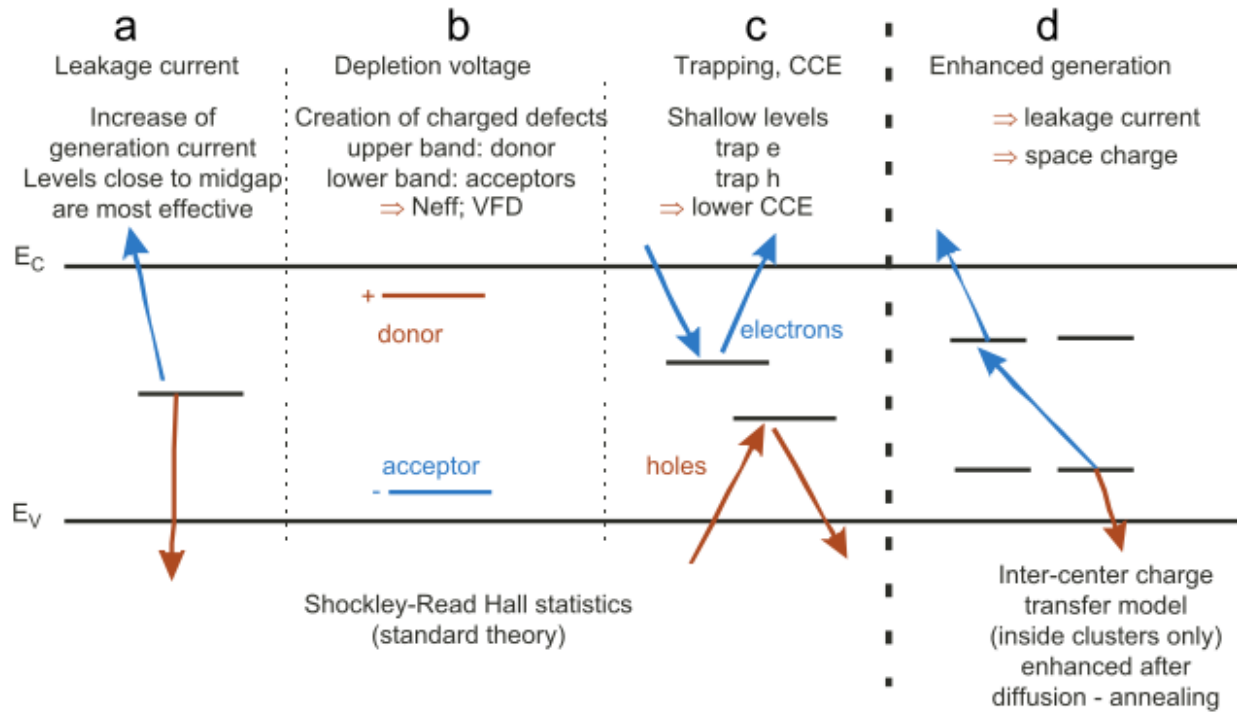 a
Leakage current
Increase of
generation current
Levels close to midgap
are most effective
b
Depletion voltage
Creation of charged defects
upper band: donor
lower band: acceptors
⇒ Neff; VFD
c
Trapping, CCE
Shallow levels
trap e
trap h
⇒ lower CCE
d
Enhanced generation
⇒ leakage current
⇒ space charge
E_C
+
donor
electrons
acceptor
-
holes
E_V
Shockley-Read Hall statistics
(standard theory)
Inter-center charge
transfer model
(inside clusters only)
enhanced after
diffusion - annealing